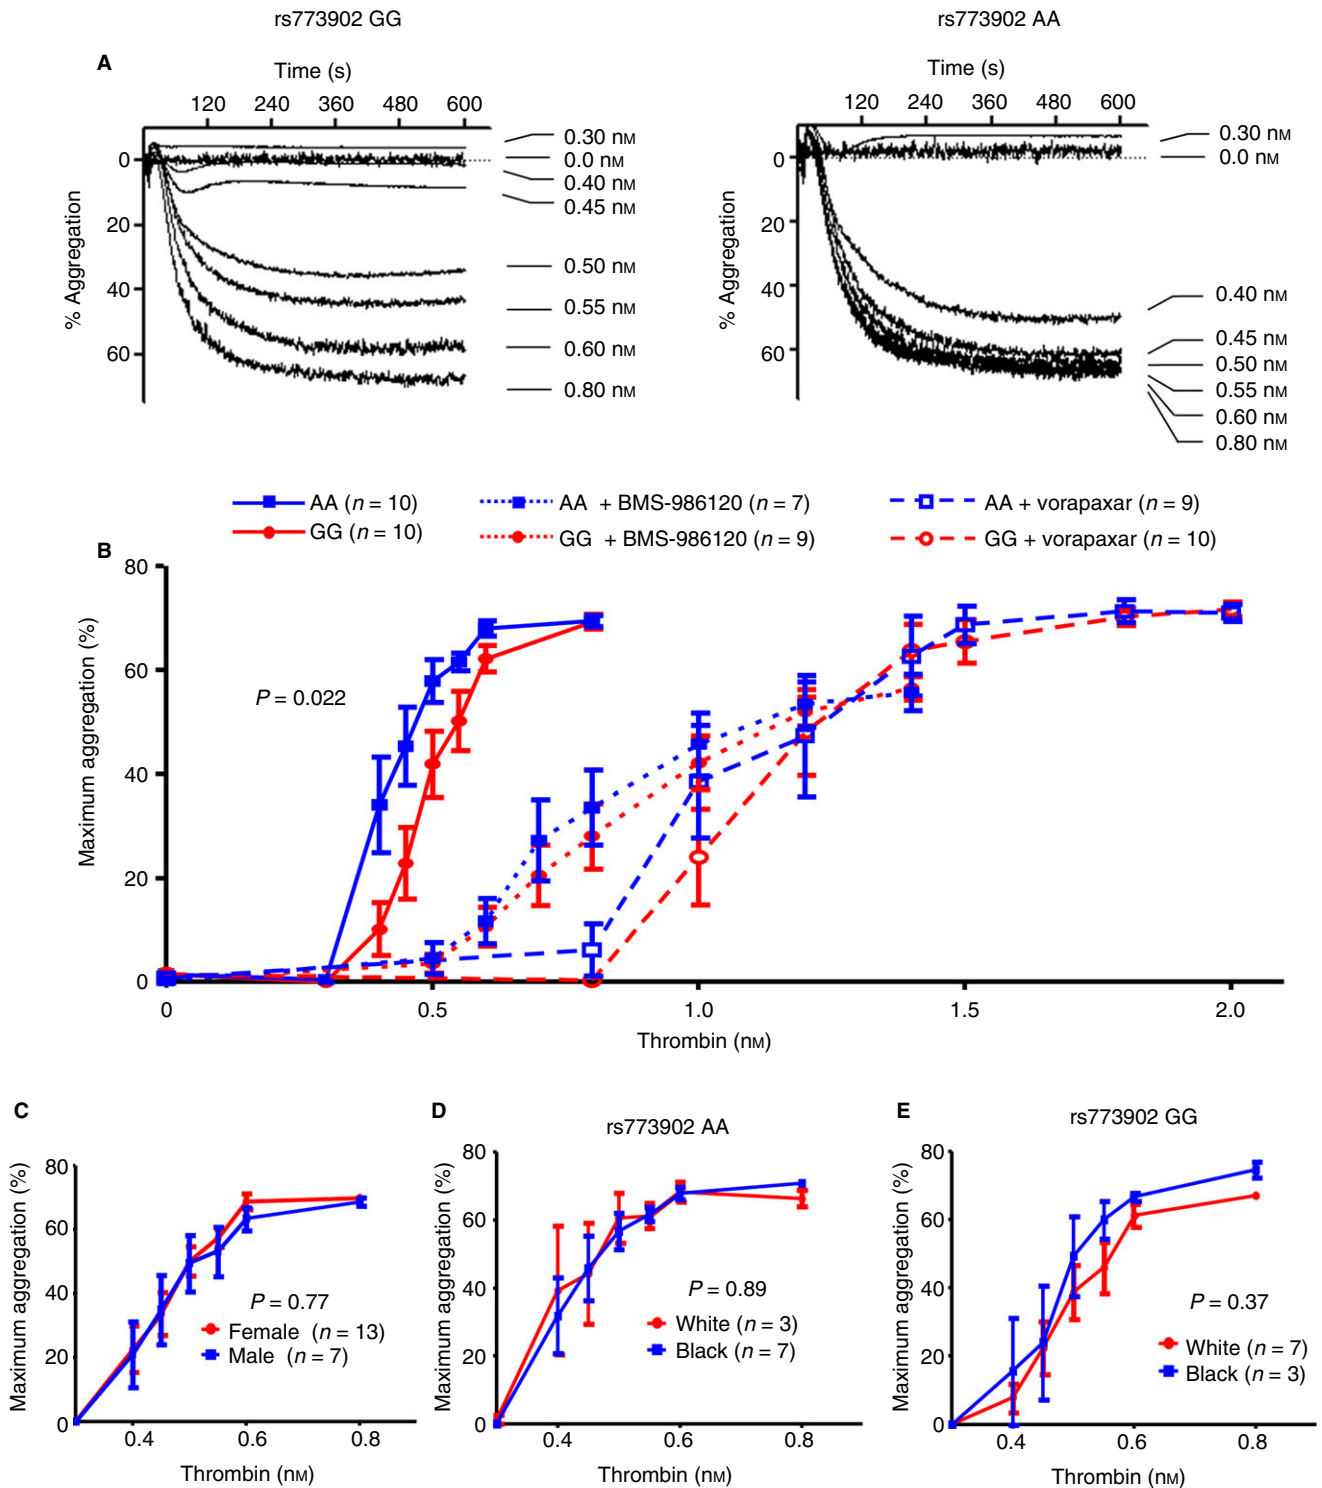 rs773902 GG
rs773902 AA
A
Time (s)
120 240 360 480 600
0
20
40
60
% Aggregation
0.30 nM
0.0 nM
0.40 nM
0.45 nM
0.50 nM
0.55 nM
0.60 nM
0.80 nM
Time (s)
120 240 360 480 600
0
20
40
60
% Aggregation
0.30 nM
0.0 nM
0.40 nM
0.45 nM
0.50 nM
0.55 nM
0.60 nM
0.80 nM
AA (n = 10)
GG (n = 10)
AA + BMS-986120 (n = 7)
GG + BMS-986120 (n = 9)
AA + vorapaxar (n = 9)
GG + vorapaxar (n = 10)
B
80
60
40
20
0
Maximum aggregation (%)
P = 0.022
0 0.5 1.0 1.5 2.0
Thrombin (nM)
C
80
60
40
20
0
Maximum aggregation (%)
P = 0.77
Female (n = 13)
Male (n = 7)
0.4 0.6 0.8
Thrombin (nM)
D
rs773902 AA
80
60
40
20
0
Maximum aggregation (%)
P = 0.89
White (n = 3)
Black (n = 7)
0.4 0.6 0.8
Thrombin (nM)
E
rs773902 GG
80
60
40
20
0
Maximum aggregation (%)
P = 0.37
White (n = 7)
Black (n = 3)
0.4 0.6 0.8
Thrombin (nM)